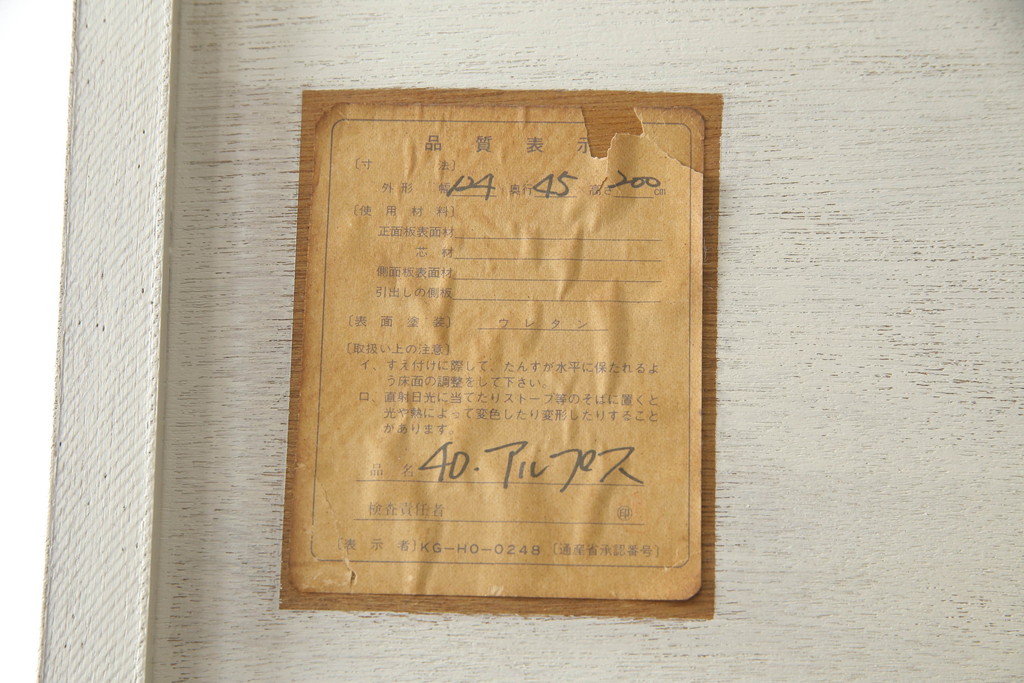 品質表示
〔寸法〕
外形 幅 124 奥行 45 高さ 200 cm
〔使用材料〕
正面板表面材
芯材
側面板表面材
引出しの側板
〔表面塗装〕 ウレタン
〔取扱い上の注意〕
イ、すえ付けに際して、たんすが水平に保たれるよ
う床面の調整をして下さい。
ロ、直射日光に当てたりストーブ等のそばに置くと
光や熱によって変色したり変形したりすること
があります。
品名 40.アルプス
検査責任者 ㊞
〔表示者〕KG-HO-0248〔通産省承認番号〕